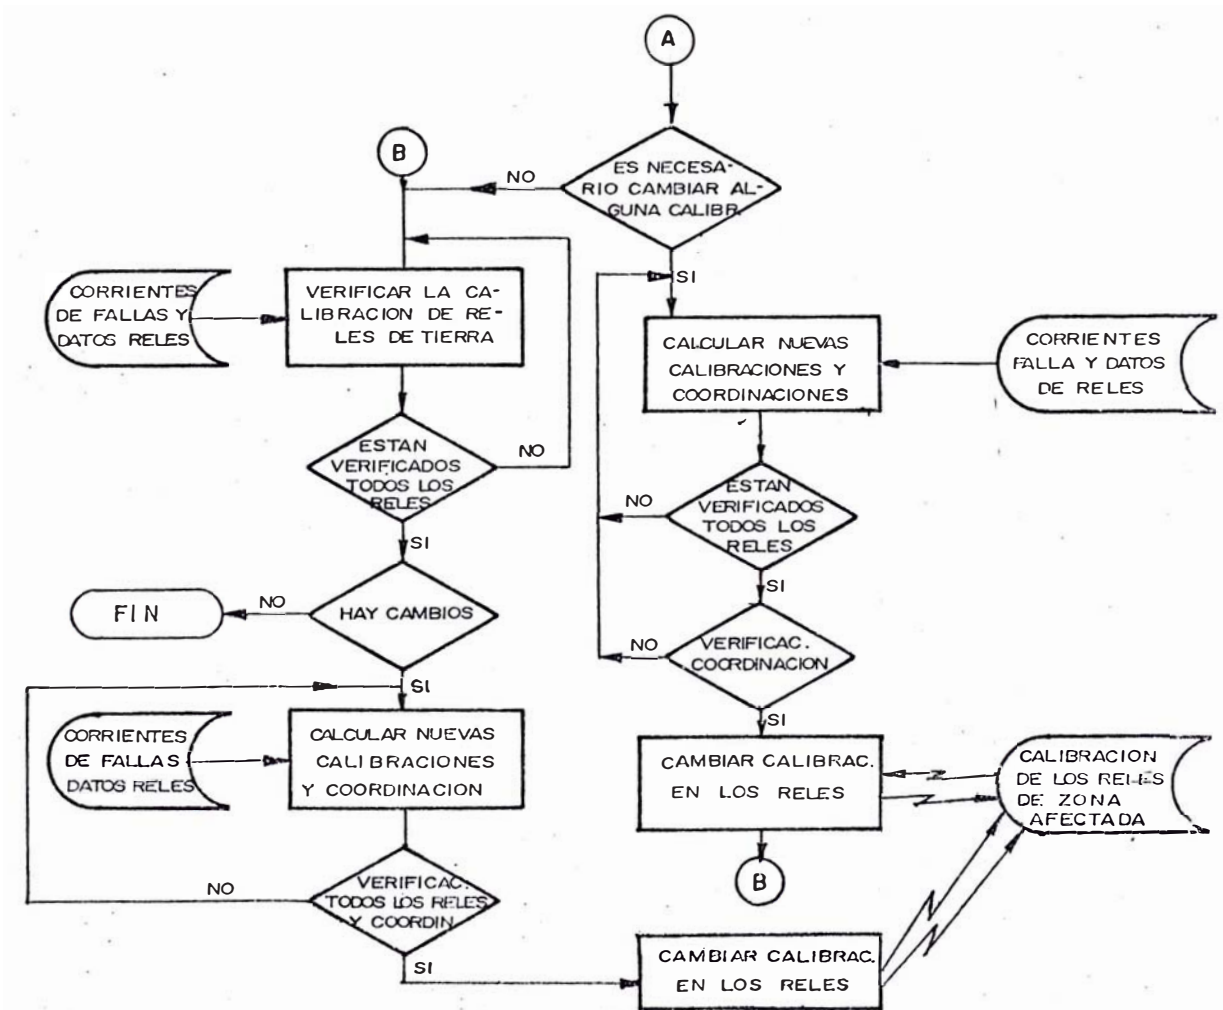 A
ES NECESA-
RIO CAMBIAR AL-
GUNA CALIBR.
NO
SI
B
CORRIENTES
DE FALLAS Y
DATOS RELES
VERIFICAR LA CA-
LIBRACION DE RE-
LES DE TIERRA
ESTAN
VERIFICADOS
TODOS LOS
RELES
NO
SI
HAY CAMBIOS
NO
FIN
SI
CORRIENTES
DE FALLAS
DATOS RELES
CALCULAR NUEVAS
CALIBRACIONES
Y COORDINACION
VERIFICAC.
TODOS LOS RELES
Y COORDIN.
NO
SI
CALCULAR NUEVAS
CALIBRACIONES Y
COORDINACIONES
CORRIENTES
FALLA Y DATOS
DE RELES
ESTAN
VERIFICADOS
TODOS LOS
RELES
NO
SI
VERIFICAC.
COORDINACION
NO
SI
CAMBIAR CALIBRAC.
EN LOS RELES
CALIBRACION
DE LOS RELES
DE ZONA
AFECTADA
B
CAMBIAR CALIBRAC.
EN LOS RELES